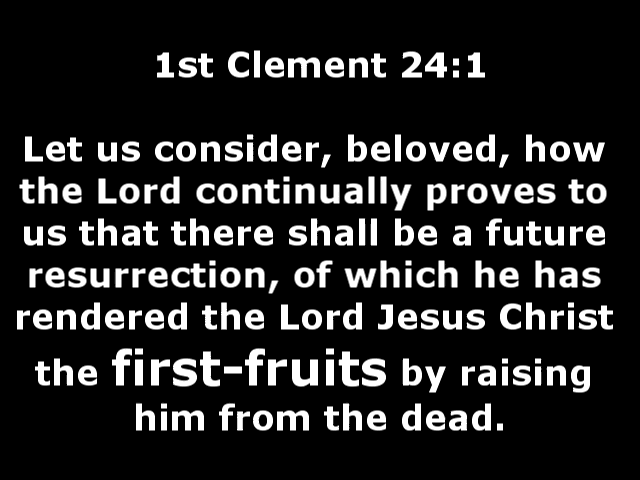 1st Clement 24:1
Let us consider, beloved, how
the Lord continually proves to
us that there shall be a future
resurrection, of which he has
rendered the Lord Jesus Christ
the first-fruits by raising
him from the dead.